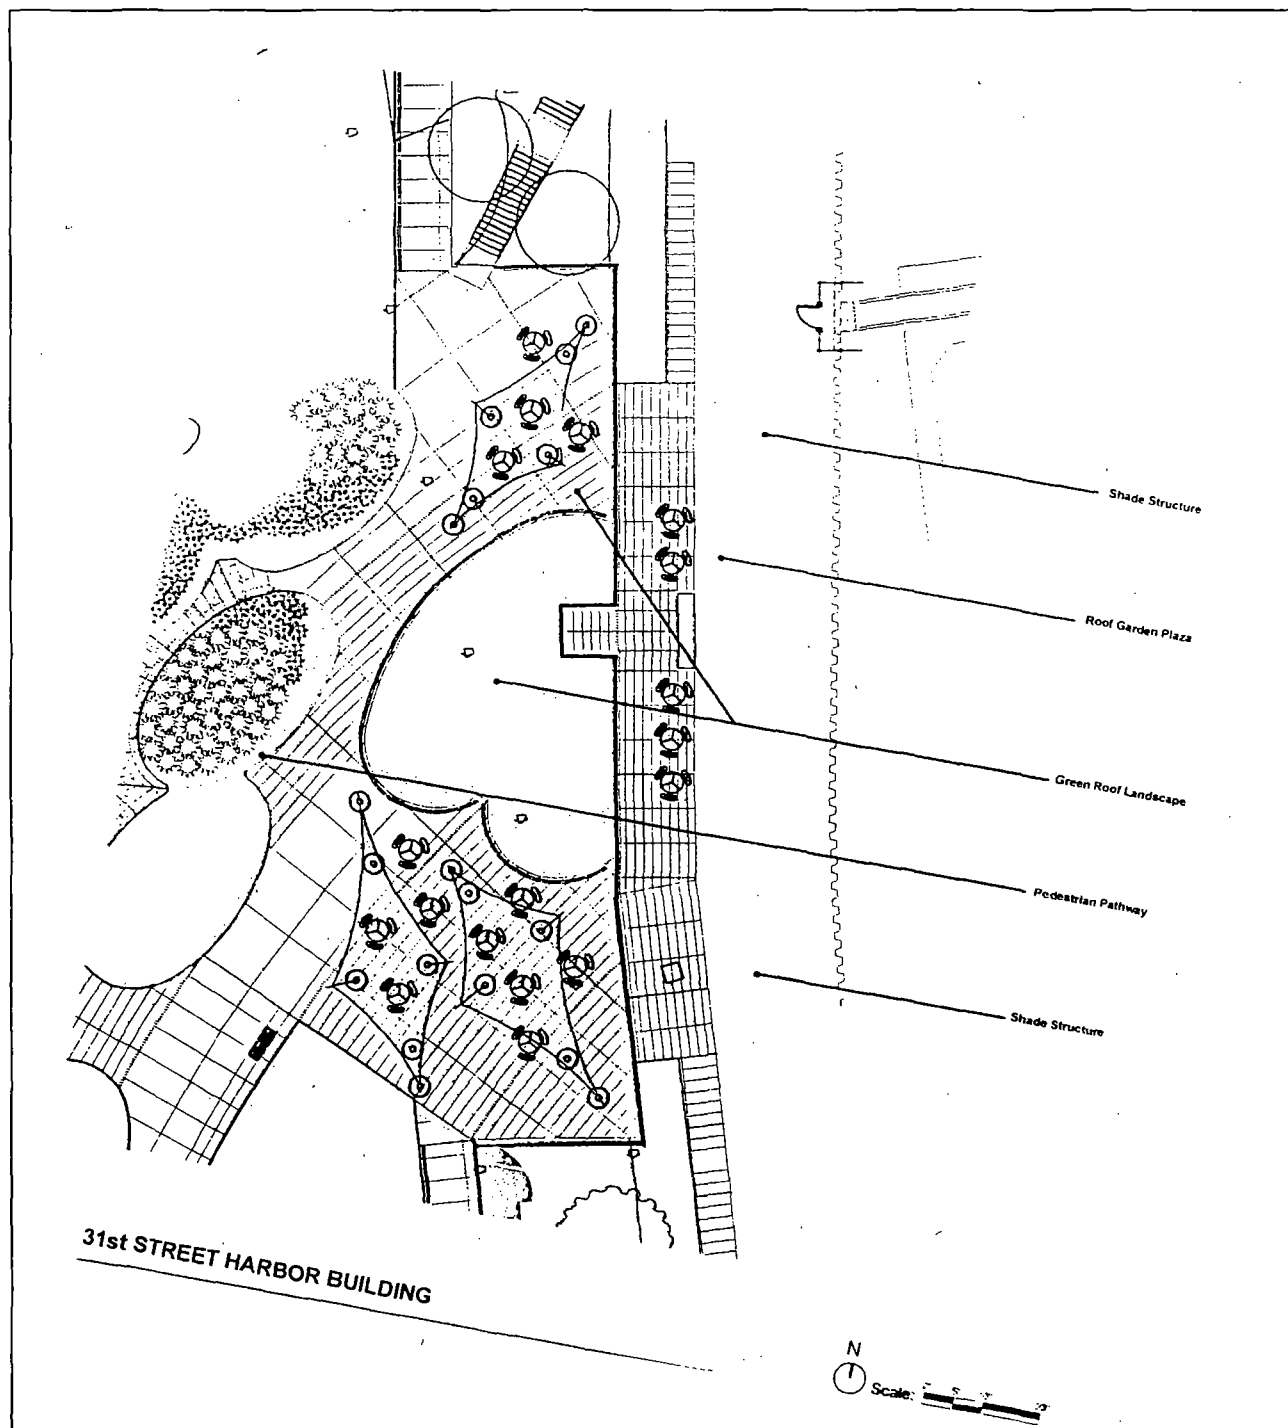 Shade Structure
Roof Garden Plaza
Green Roof Landscape
Pedestrian Pathway
Shade Structure
31st STREET HARBOR BUILDING
N
Scale: